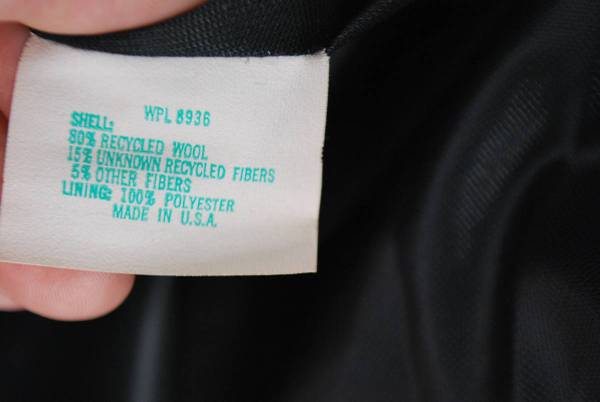 WPL 8936
SHELL:
80% RECYCLED WOOL
15% UNKNOWN RECYCLED FIBERS
5% OTHER FIBERS
LINING: 100% POLYESTER
MADE IN U.S.A.